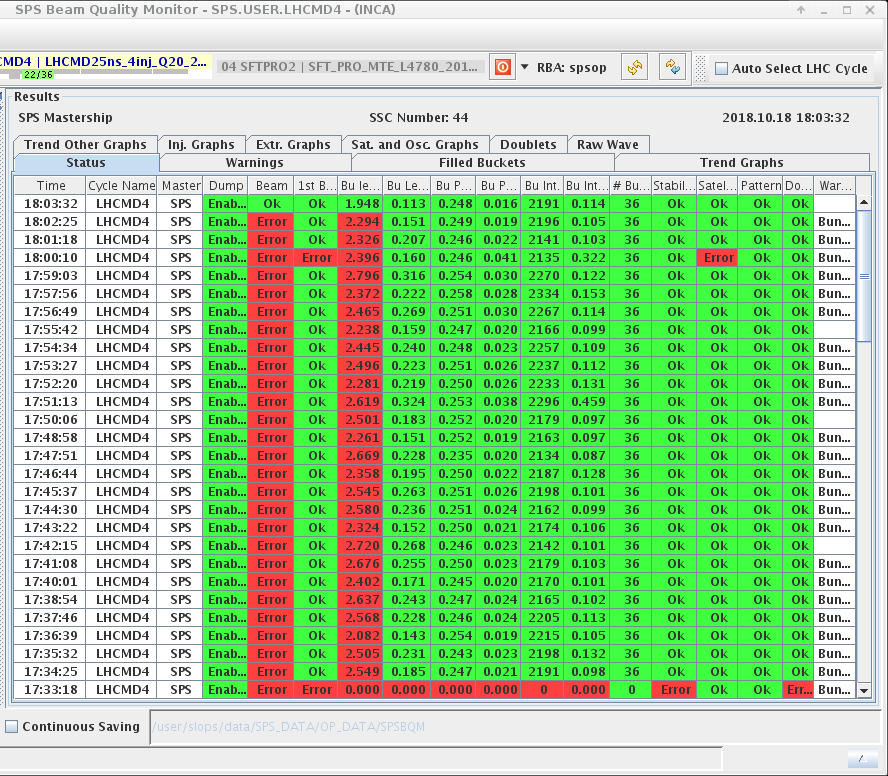 SPS Beam Quality Monitor - SPS.USER.LHCMD4 - (INCA)
CMD4 | LHCMD25ns_4inj_Q20_2... 04 SFTPRO2 | SFT_PRO_MTE_L4780_201... RBA: spsop Auto Select LHC Cycle
22/36
Results
SPS Mastership SSC Number: 44 2018.10.18 18:03:32
Trend Other Graphs Inj. Graphs Extr. Graphs Sat. and Osc. Graphs Doublets Raw Wave
Status Warnings Filled Buckets Trend Graphs
Time Cycle Name Master Dump Beam 1st B... Bu le... Bu Le... Bu P... Bu P... Bu Int. Bu Int... # Bu... Stabil... Satel... Pattern Do... War...
18:03:32 LHCMD4 SPS Enab... Ok Ok 1.948 0.113 0.248 0.016 2191 0.114 36 Ok Ok Ok Ok
18:02:25 LHCMD4 SPS Enab... Error Ok 2.294 0.151 0.249 0.019 2196 0.105 36 Ok Ok Ok Ok Bun...
18:01:18 LHCMD4 SPS Enab... Error Ok 2.326 0.207 0.246 0.022 2141 0.103 36 Ok Ok Ok Ok Bun...
18:00:10 LHCMD4 SPS Enab... Error Error 2.396 0.160 0.246 0.041 2135 0.322 36 Ok Error Ok Ok Bun...
17:59:03 LHCMD4 SPS Enab... Error Ok 2.796 0.316 0.254 0.030 2270 0.122 36 Ok Ok Ok Ok Bun...
17:57:56 LHCMD4 SPS Enab... Error Ok 2.372 0.222 0.258 0.028 2334 0.153 36 Ok Ok Ok Ok Bun...
17:56:49 LHCMD4 SPS Enab... Error Ok 2.465 0.269 0.251 0.030 2267 0.114 36 Ok Ok Ok Ok Bun...
17:55:42 LHCMD4 SPS Enab... Error Ok 2.238 0.159 0.247 0.020 2166 0.099 36 Ok Ok Ok Ok
17:54:34 LHCMD4 SPS Enab... Error Ok 2.445 0.240 0.248 0.023 2257 0.109 36 Ok Ok Ok Ok Bun...
17:53:27 LHCMD4 SPS Enab... Error Ok 2.496 0.223 0.251 0.026 2237 0.112 36 Ok Ok Ok Ok Bun...
17:52:20 LHCMD4 SPS Enab... Error Ok 2.281 0.219 0.250 0.026 2233 0.131 36 Ok Ok Ok Ok Bun...
17:51:13 LHCMD4 SPS Enab... Error Ok 2.619 0.324 0.253 0.038 2296 0.459 36 Ok Ok Ok Ok Bun...
17:50:06 LHCMD4 SPS Enab... Error Ok 2.501 0.183 0.252 0.020 2179 0.097 36 Ok Ok Ok Ok
17:48:58 LHCMD4 SPS Enab... Error Ok 2.261 0.151 0.252 0.019 2163 0.097 36 Ok Ok Ok Ok Bun...
17:47:51 LHCMD4 SPS Enab... Error Ok 2.669 0.228 0.235 0.020 2134 0.087 36 Ok Ok Ok Ok Bun...
17:46:44 LHCMD4 SPS Enab... Error Ok 2.358 0.195 0.250 0.022 2187 0.128 36 Ok Ok Ok Ok Bun...
17:45:37 LHCMD4 SPS Enab... Error Ok 2.545 0.263 0.251 0.026 2198 0.101 36 Ok Ok Ok Ok Bun...
17:44:30 LHCMD4 SPS Enab... Error Ok 2.580 0.236 0.251 0.024 2162 0.099 36 Ok Ok Ok Ok Bun...
17:43:22 LHCMD4 SPS Enab... Error Ok 2.324 0.152 0.250 0.021 2174 0.106 36 Ok Ok Ok Ok Bun...
17:42:15 LHCMD4 SPS Enab... Error Ok 2.720 0.268 0.246 0.023 2142 0.101 36 Ok Ok Ok Ok
17:41:08 LHCMD4 SPS Enab... Error Ok 2.676 0.255 0.250 0.023 2179 0.103 36 Ok Ok Ok Ok Bun...
17:40:01 LHCMD4 SPS Enab... Error Ok 2.402 0.171 0.245 0.020 2170 0.101 36 Ok Ok Ok Ok Bun...
17:38:54 LHCMD4 SPS Enab... Error Ok 2.637 0.243 0.247 0.024 2165 0.102 36 Ok Ok Ok Ok Bun...
17:37:46 LHCMD4 SPS Enab... Error Ok 2.568 0.228 0.246 0.024 2205 0.113 36 Ok Ok Ok Ok Bun...
17:36:39 LHCMD4 SPS Enab... Error Ok 2.082 0.143 0.254 0.019 2215 0.105 36 Ok Ok Ok Ok Bun...
17:35:32 LHCMD4 SPS Enab... Error Ok 2.505 0.231 0.243 0.023 2198 0.132 36 Ok Ok Ok Ok Bun...
17:34:25 LHCMD4 SPS Enab... Error Ok 2.549 0.185 0.247 0.021 2191 0.098 36 Ok Ok Ok Ok Bun...
17:33:18 LHCMD4 SPS Enab... Error Error 0.000 0.000 0.000 0.000 0 0.000 0 Error Ok Ok Err... Bun...
Continuous Saving /user/slops/data/SPS_DATA/OP_DATA/SPSBQM